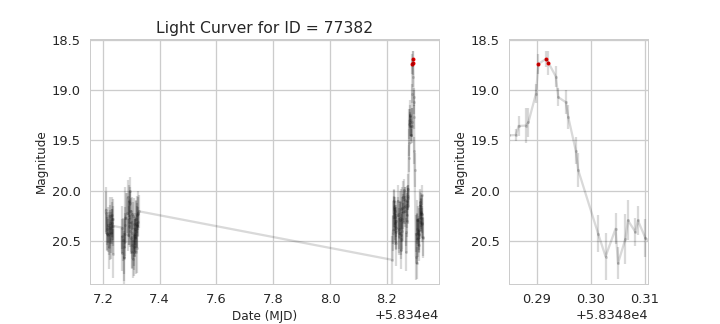 Light Curver for ID = 77382
18.5
19.0
19.5
20.0
20.5
Magnitude
7.2 7.4 7.6 7.8 8.0 8.2
Date (MJD) +5.834e4
18.5
19.0
19.5
20.0
20.5
Magnitude
0.29 0.30 0.31
+5.8348e4